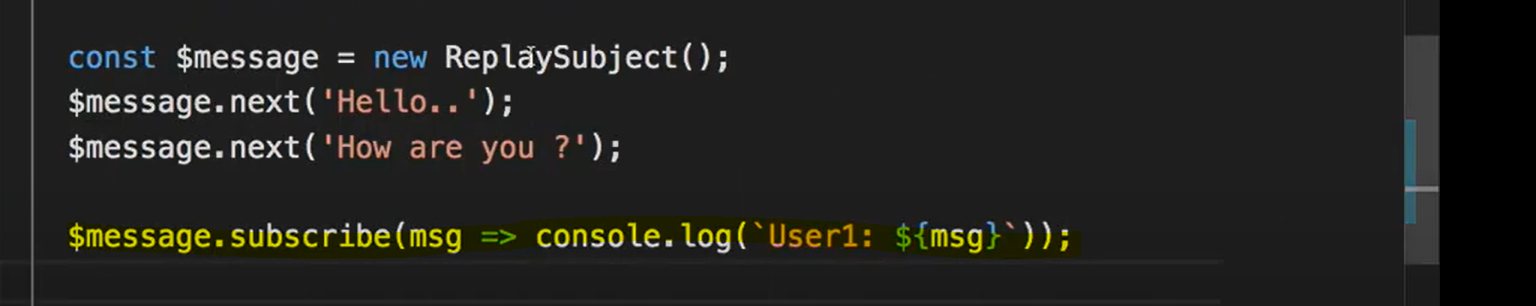 const $message = new ReplaySubject();
$message.next('Hello..');
$message.next('How are you ?');
$message.subscribe(msg => console.log(`User1: ${msg}`));